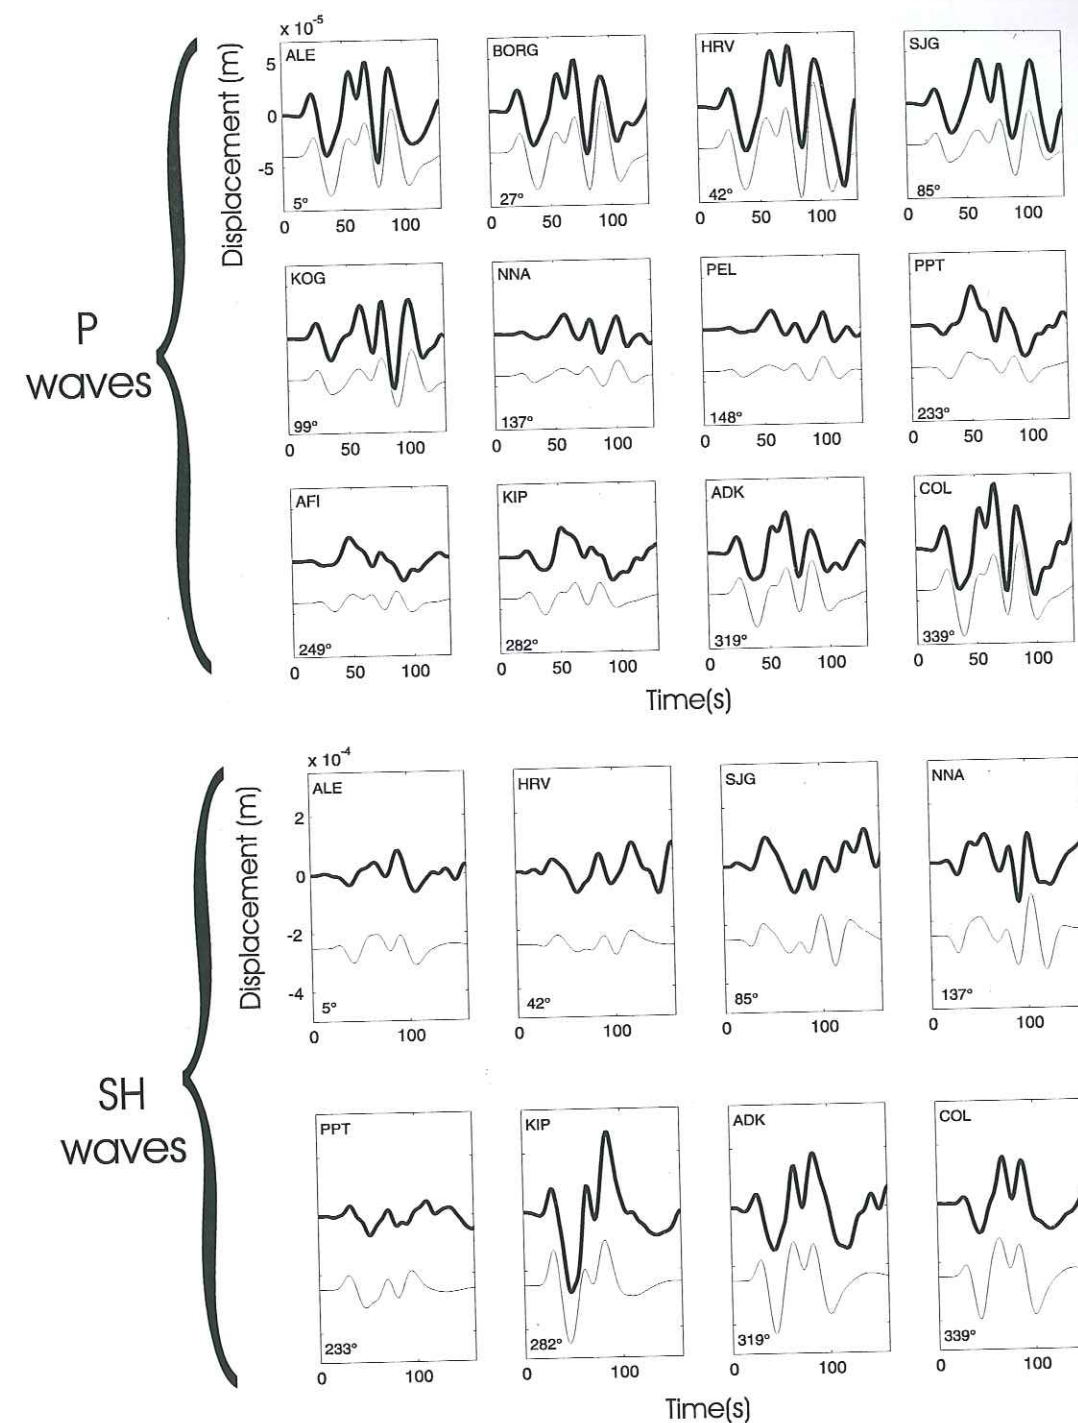 x 10⁻⁵
Displacement (m)
5
0
-5
ALE
5°
0 50 100
BORG
27°
0 50 100
HRV
42°
0 50 100
SJG
85°
0 50 100
P
waves
KOG
99°
0 50 100
NNA
137°
0 50 100
PEL
148°
0 50 100
PPT
233°
0 50 100
AFI
249°
0 50 100
KIP
282°
0 50 100
ADK
319°
0 50 100
COL
339°
0 50 100
Time(s)
x 10⁻⁴
Displacement (m)
2
0
-2
-4
ALE
5°
0 100
HRV
42°
0 100
SJG
85°
0 100
NNA
137°
0 100
SH
waves
PPT
233°
0 100
KIP
282°
0 100
ADK
319°
0 100
COL
339°
0 100
Time(s)